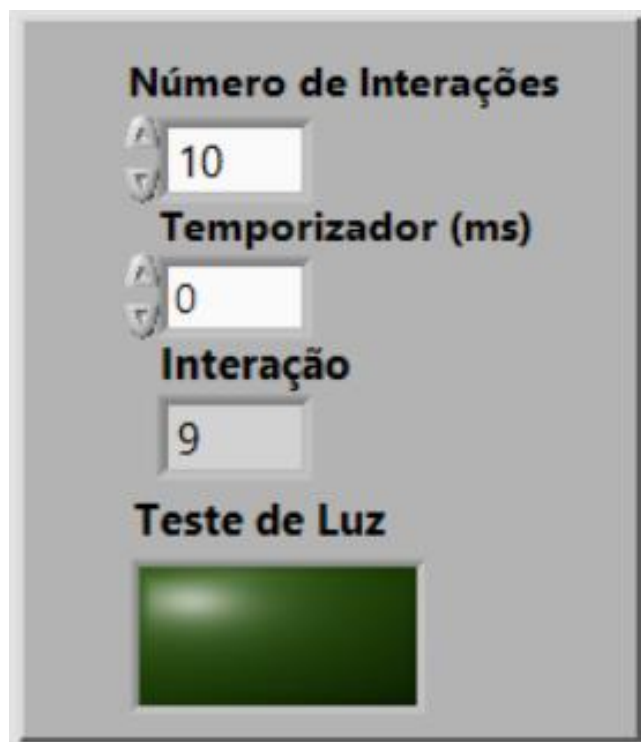 Número de Interações
10
Temporizador (ms)
0
Interação
9
Teste de Luz